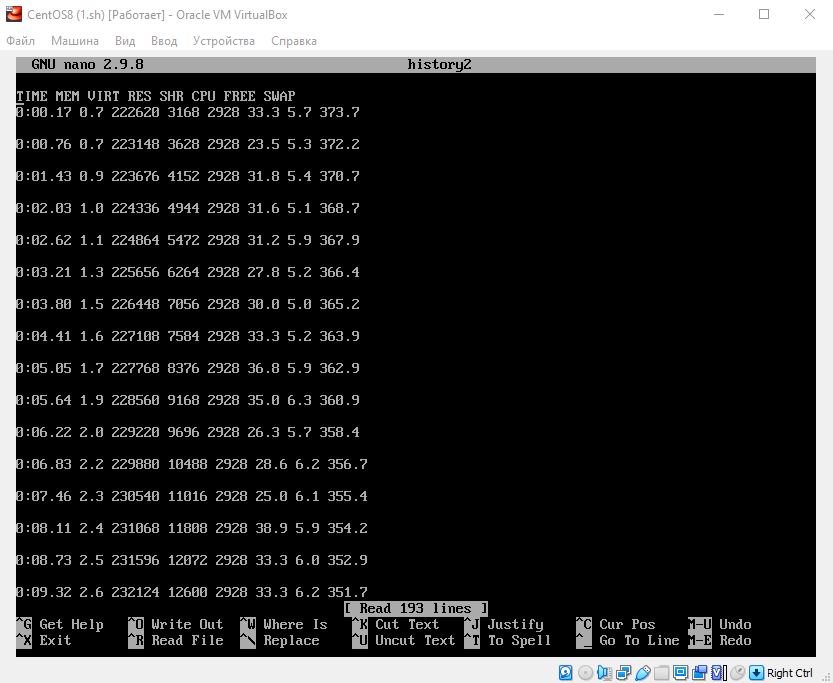 CentOS8 (1.sh) [Работает] - Oracle VM VirtualBox
Файл Машина Вид Ввод Устройства Справка
GNU nano 2.9.8 history2
TIME MEM VIRT RES SHR CPU FREE SWAP
0:00.17 0.7 222620 3168 2928 33.3 5.7 373.7
0:00.76 0.7 223148 3628 2928 23.5 5.3 372.2
0:01.43 0.9 223676 4152 2928 31.8 5.4 370.7
0:02.03 1.0 224336 4944 2928 31.6 5.1 368.7
0:02.62 1.1 224864 5472 2928 31.2 5.9 367.9
0:03.21 1.3 225656 6264 2928 27.8 5.2 366.4
0:03.80 1.5 226448 7056 2928 30.0 5.0 365.2
0:04.41 1.6 227108 7584 2928 33.3 5.2 363.9
0:05.05 1.7 227768 8376 2928 36.8 5.9 362.9
0:05.64 1.9 228560 9168 2928 35.0 6.3 360.9
0:06.22 2.0 229220 9696 2928 26.3 5.7 358.4
0:06.83 2.2 229880 10488 2928 28.6 6.2 356.7
0:07.46 2.3 230540 11016 2928 25.0 6.1 355.4
0:08.11 2.4 231068 11808 2928 38.9 5.9 354.2
0:08.73 2.5 231596 12072 2928 33.3 6.0 352.9
0:09.32 2.6 232124 12600 2928 33.3 6.2 351.7
[ Read 193 lines ]
^G Get Help ^O Write Out ^W Where Is ^K Cut Text ^J Justify ^C Cur Pos M-U Undo
^X Exit ^R Read File ^\ Replace ^U Uncut Text ^T To Spell ^_ Go To Line M-E Redo
Right Ctrl